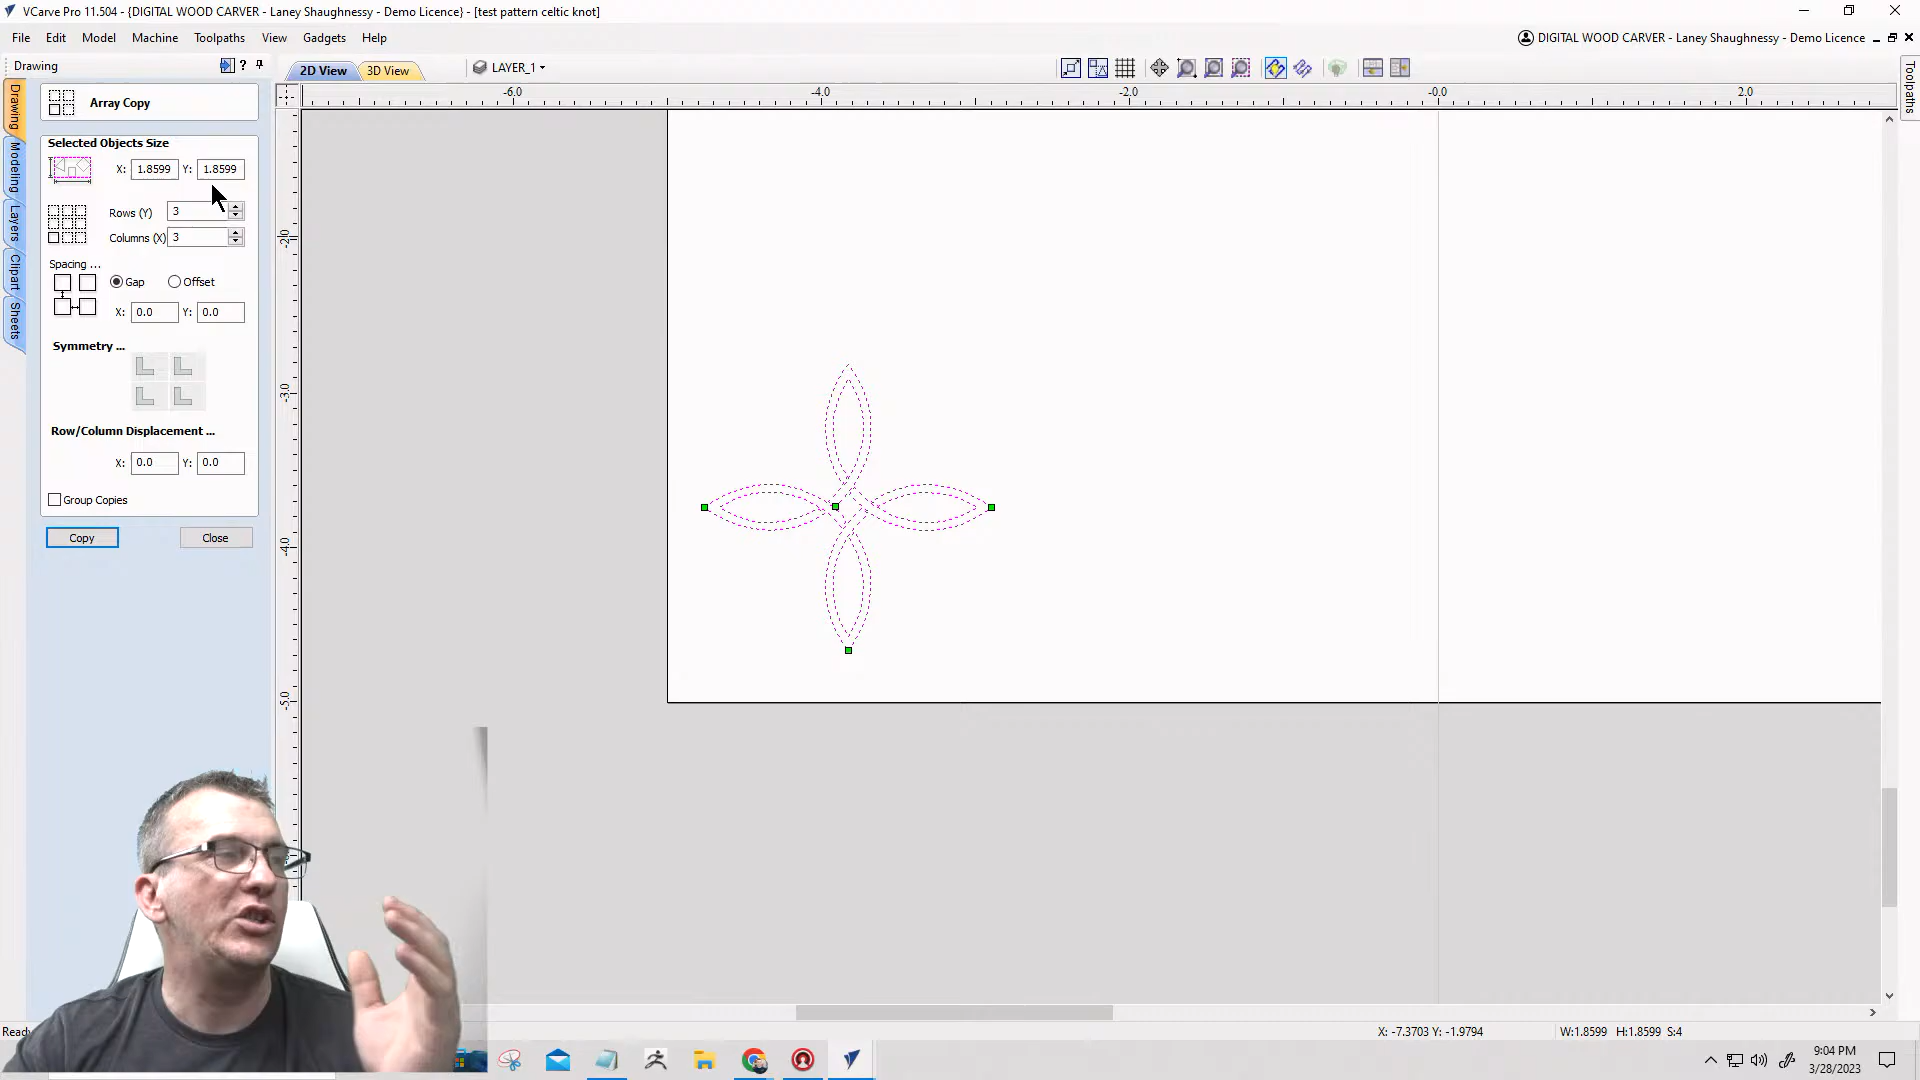 VCarve Pro 11.504 - {DIGITAL WOOD CARVER - Laney Shaughnessy - Demo Licence} - [test pattern celtic knot]
File Edit Model Machine Toolpaths View Gadgets Help
DIGITAL WOOD CARVER - Laney Shaughnessy - Demo Licence
Drawing
2D View
3D View
LAYER_1
Toolpaths
Drawing
Modeling
Layers
Clipart
Sheets
Array Copy
Selected Objects Size
X: 1.8599 Y: 1.8599
Rows (Y) 3
Columns (X) 3
Spacing ...
Gap Offset
X: 0.0 Y: 0.0
Symmetry ...
Row/Column Displacement ...
X: 0.0 Y: 0.0
Group Copies
Copy Close
-6.0 -4.0 -2.0 -0.0 2.0
-2.0
-3.0
-4.0
-5.0
Ready
X: -7.3703 Y: -1.9794
W:1.8599 H:1.8599 S:4
9:04 PM
3/28/2023